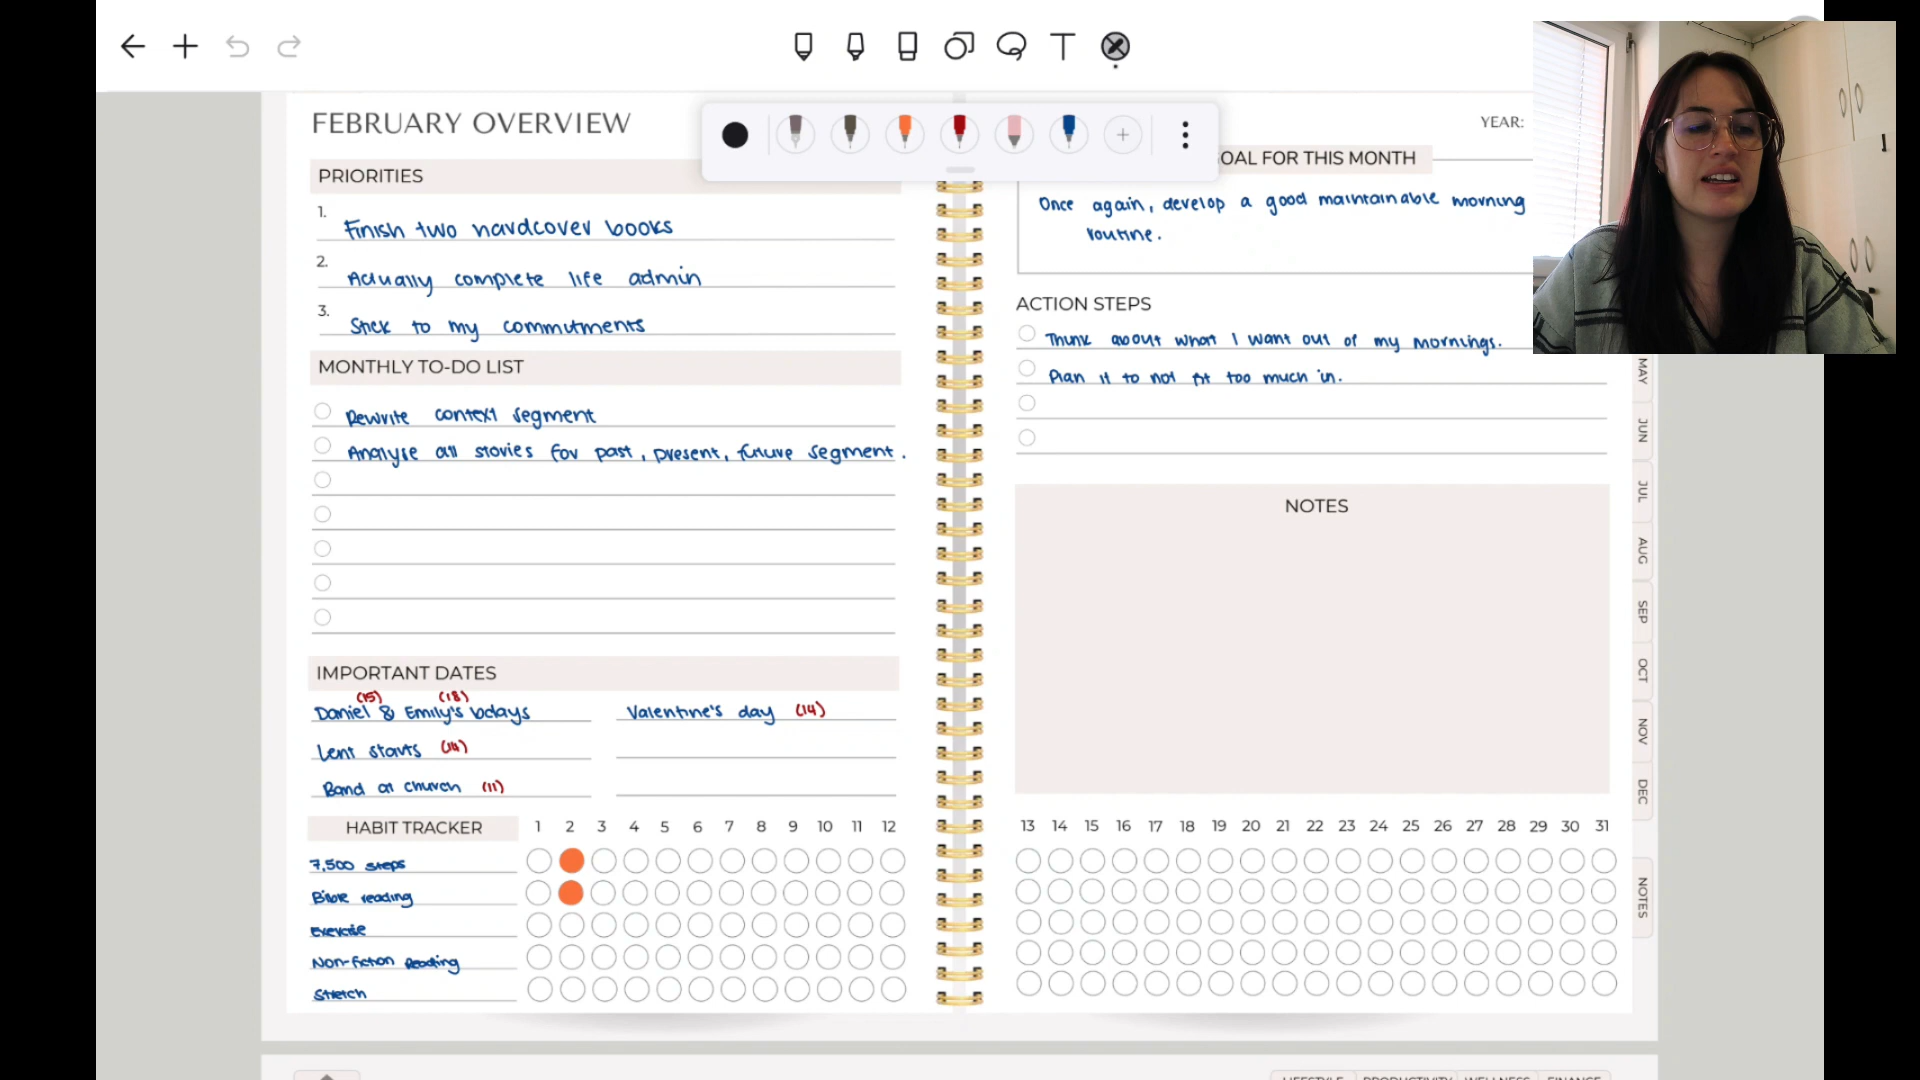 FEBRUARY OVERVIEW
PRIORITIES
1. Finish two hardcover books
2. Actually complete life admin
3. Stick to my commitments
MONTHLY TO-DO LIST
Rewrite context segment
Analyse all stories for past, present, future segment.
IMPORTANT DATES
(15) (18)
Daniel & Emily's bdays
Valentine's day (14)
Lent starts (14)
Band at church (11)
HABIT TRACKER 1 2 3 4 5 6 7 8 9 10 11 12
7,500 steps
Bible reading
Exercise
Non-fiction Reading
Stretch
YEAR:
OAL FOR THIS MONTH
Once again, develop a good maintainable morning
routine.
ACTION STEPS
Think about what I want out of my mornings.
Plan it to not fit too much in.
NOTES
13 14 15 16 17 18 19 20 21 22 23 24 25 26 27 28 29 30 31
MAY
JUN
JUL
AUG
SEP
OCT
NOV
DEC
NOTES
LIFESTYLE PRODUCTIVITY WELLNESS FINANCE